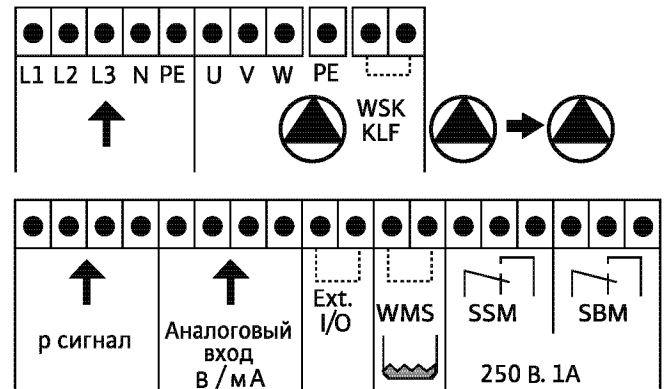 L1 L2 L3 N PE U V W PE
WSK
KLF
р сигнал
Аналоговый
вход
В / мА
Ext.
I/O
WMS
SSM
SBM
250 В. 1А